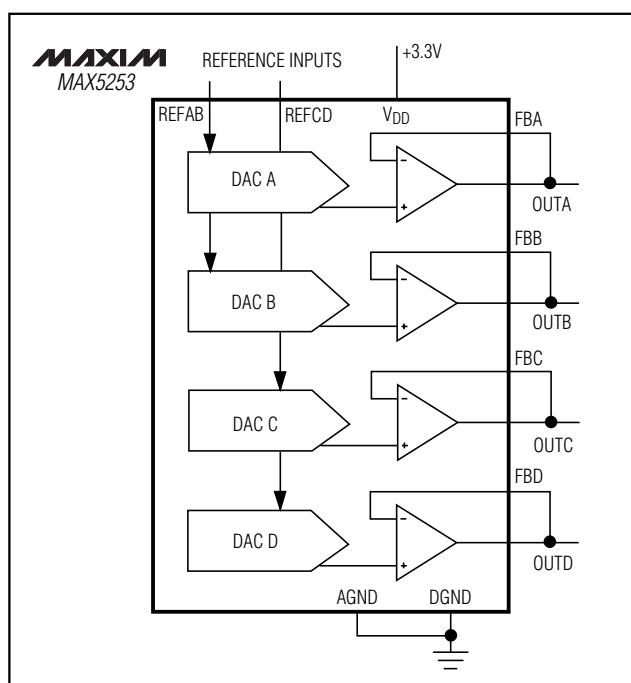 MAXIM
MAX5253
REFERENCE INPUTS
+3.3V
REFAB
REFCD
VDD
FBA
DAC A
-
+
OUTA
FBB
DAC B
-
+
OUTB
FBC
DAC C
-
+
OUTC
FBD
DAC D
-
+
OUTD
AGND
DGND